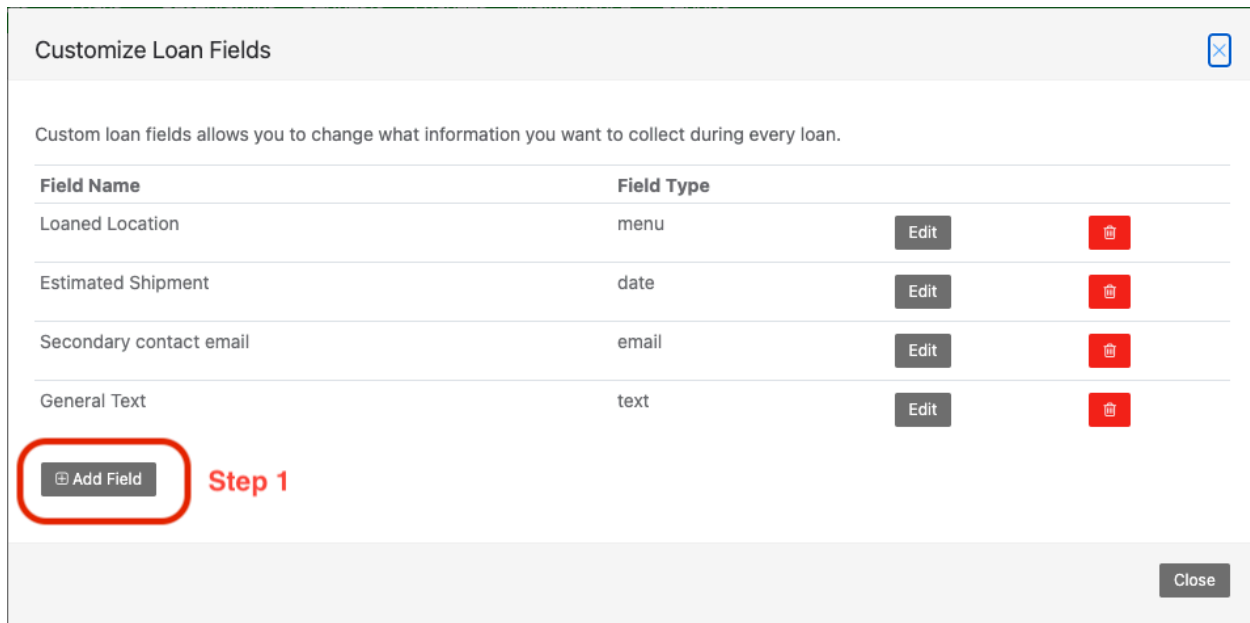 Customize Loan Fields
Custom loan fields allows you to change what information you want to collect during every loan.
Field Name Field Type
Loaned Location menu Edit
Estimated Shipment date Edit
Secondary contact email email Edit
General Text text Edit
Add Field Step 1
Close